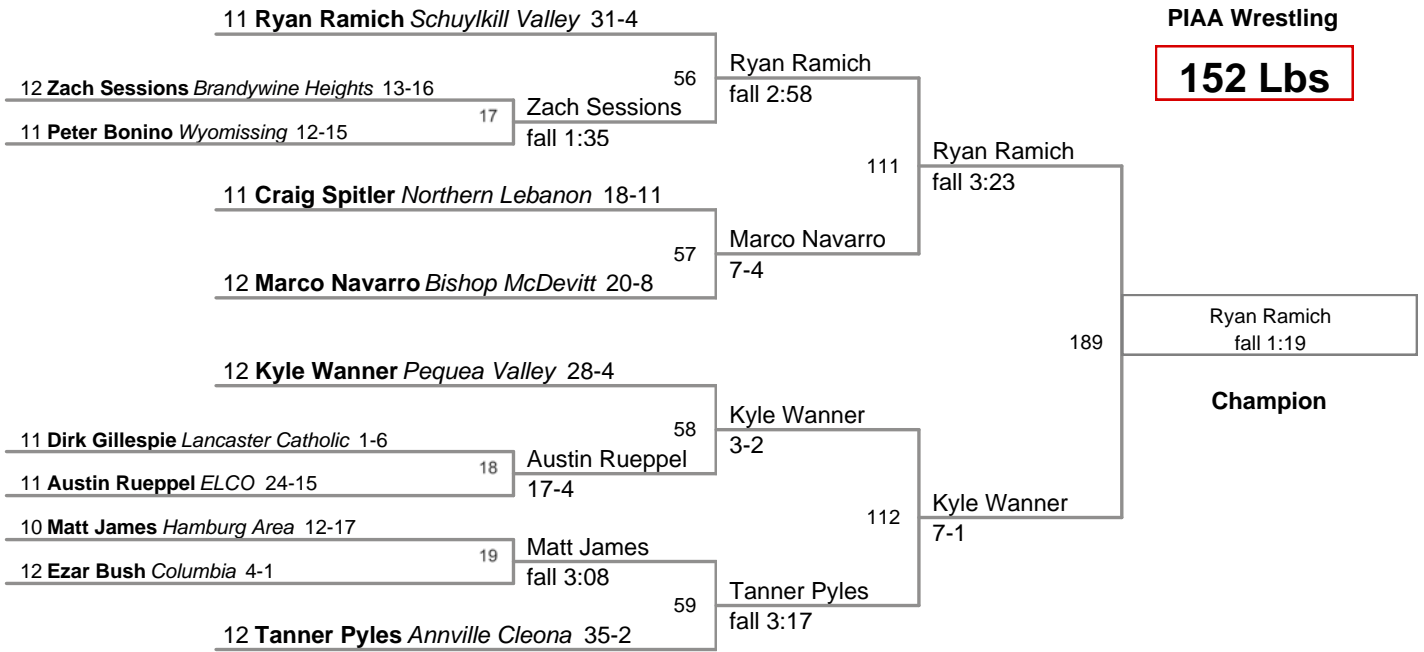 11 Ryan Ramich Schuylkill Valley 31-4
PIAA Wrestling
152 Lbs
56
Ryan Ramich
fall 2:58
12 Zach Sessions Brandywine Heights 13-16
17
Zach Sessions
fall 1:35
11 Peter Bonino Wyomissing 12-15
111
Ryan Ramich
fall 3:23
11 Craig Spitler Northern Lebanon 18-11
57
Marco Navarro
7-4
12 Marco Navarro Bishop McDevitt 20-8
189
Ryan Ramich
fall 1:19
Champion
12 Kyle Wanner Pequea Valley 28-4
58
Kyle Wanner
3-2
11 Dirk Gillespie Lancaster Catholic 1-6
18
Austin Rueppel
17-4
11 Austin Rueppel ELCO 24-15
112
Kyle Wanner
7-1
10 Matt James Hamburg Area 12-17
19
Matt James
fall 3:08
12 Ezar Bush Columbia 4-1
59
Tanner Pyles
fall 3:17
12 Tanner Pyles Annville Cleona 35-2